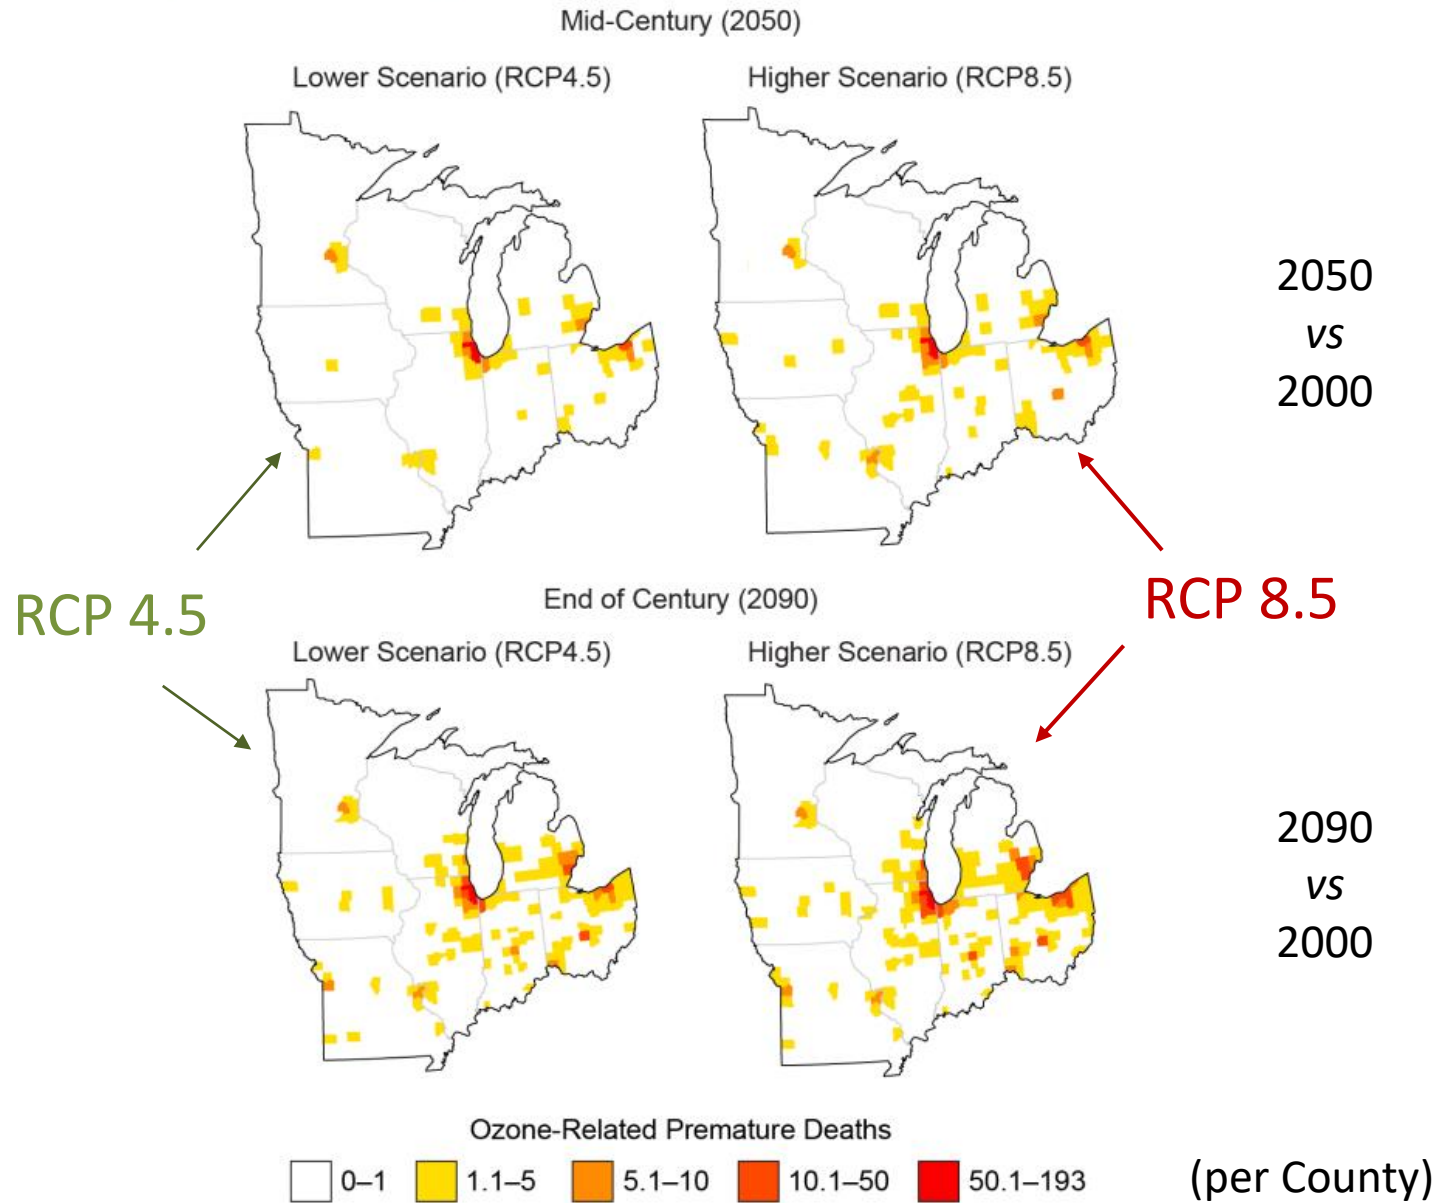 Mid-Century (2050)
Lower Scenario (RCP4.5)
Higher Scenario (RCP8.5)
2050
vs
2000
RCP 4.5
RCP 8.5
End of Century (2090)
Lower Scenario (RCP4.5)
Higher Scenario (RCP8.5)
2090
vs
2000
Ozone-Related Premature Deaths
0–1 1.1–5 5.1–10 10.1–50 50.1–193 (per County)